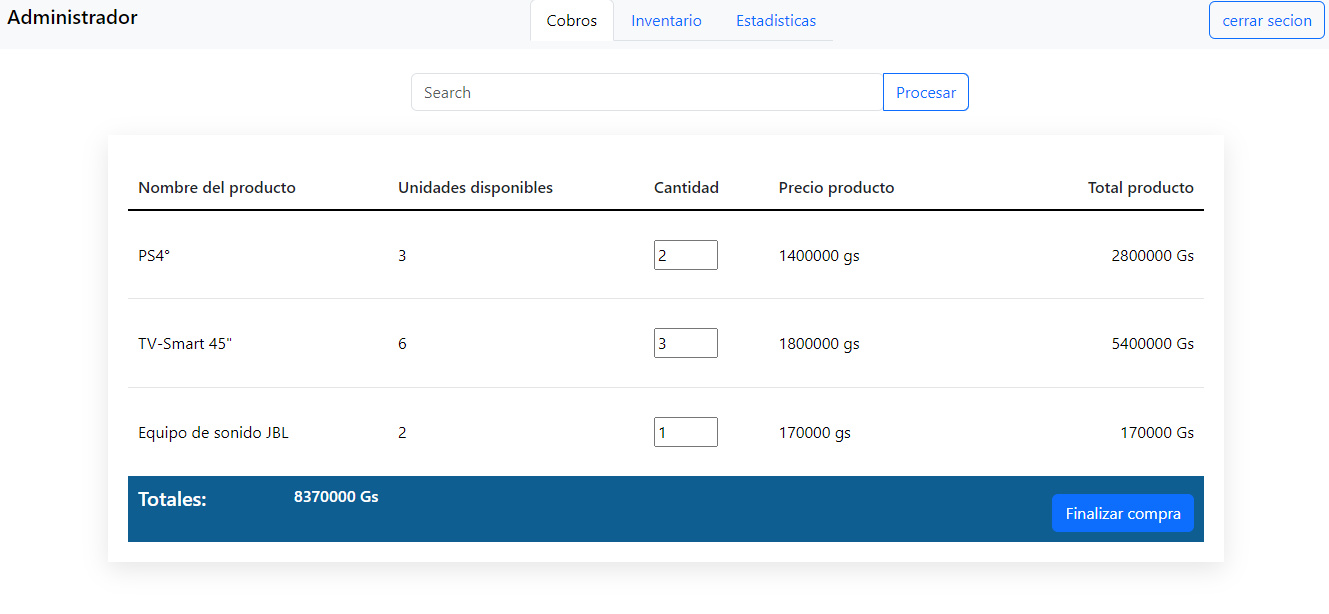 Administrador Cobros Inventario Estadisticas cerrar secion
Search Procesar
Nombre del producto Unidades disponibles Cantidad Precio producto Total producto
PS4° 3 2 1400000 gs 2800000 Gs
TV-Smart 45" 6 3 1800000 gs 5400000 Gs
Equipo de sonido JBL 2 1 170000 gs 170000 Gs
Totales: 8370000 Gs Finalizar compra